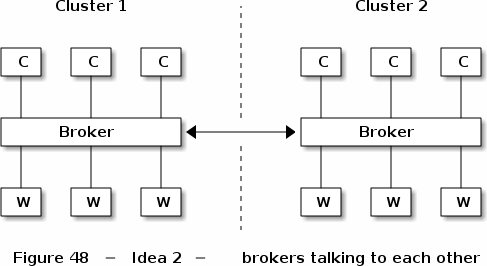 Cluster 1 Cluster 2
C C C C C C
Broker Broker
W W W W W W
Figure 48 – Idea 2 – brokers talking to each other